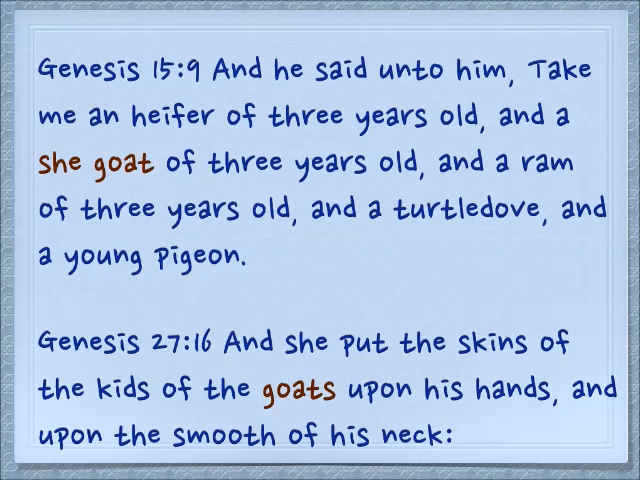 Genesis 15:9 And he said unto him, Take
me an heifer of three years old, and a
she goat of three years old, and a ram
of three years old, and a turtledove, and
a young pigeon.
Genesis 27:16 And she put the skins of
the kids of the goats upon his hands, and
upon the smooth of his neck: